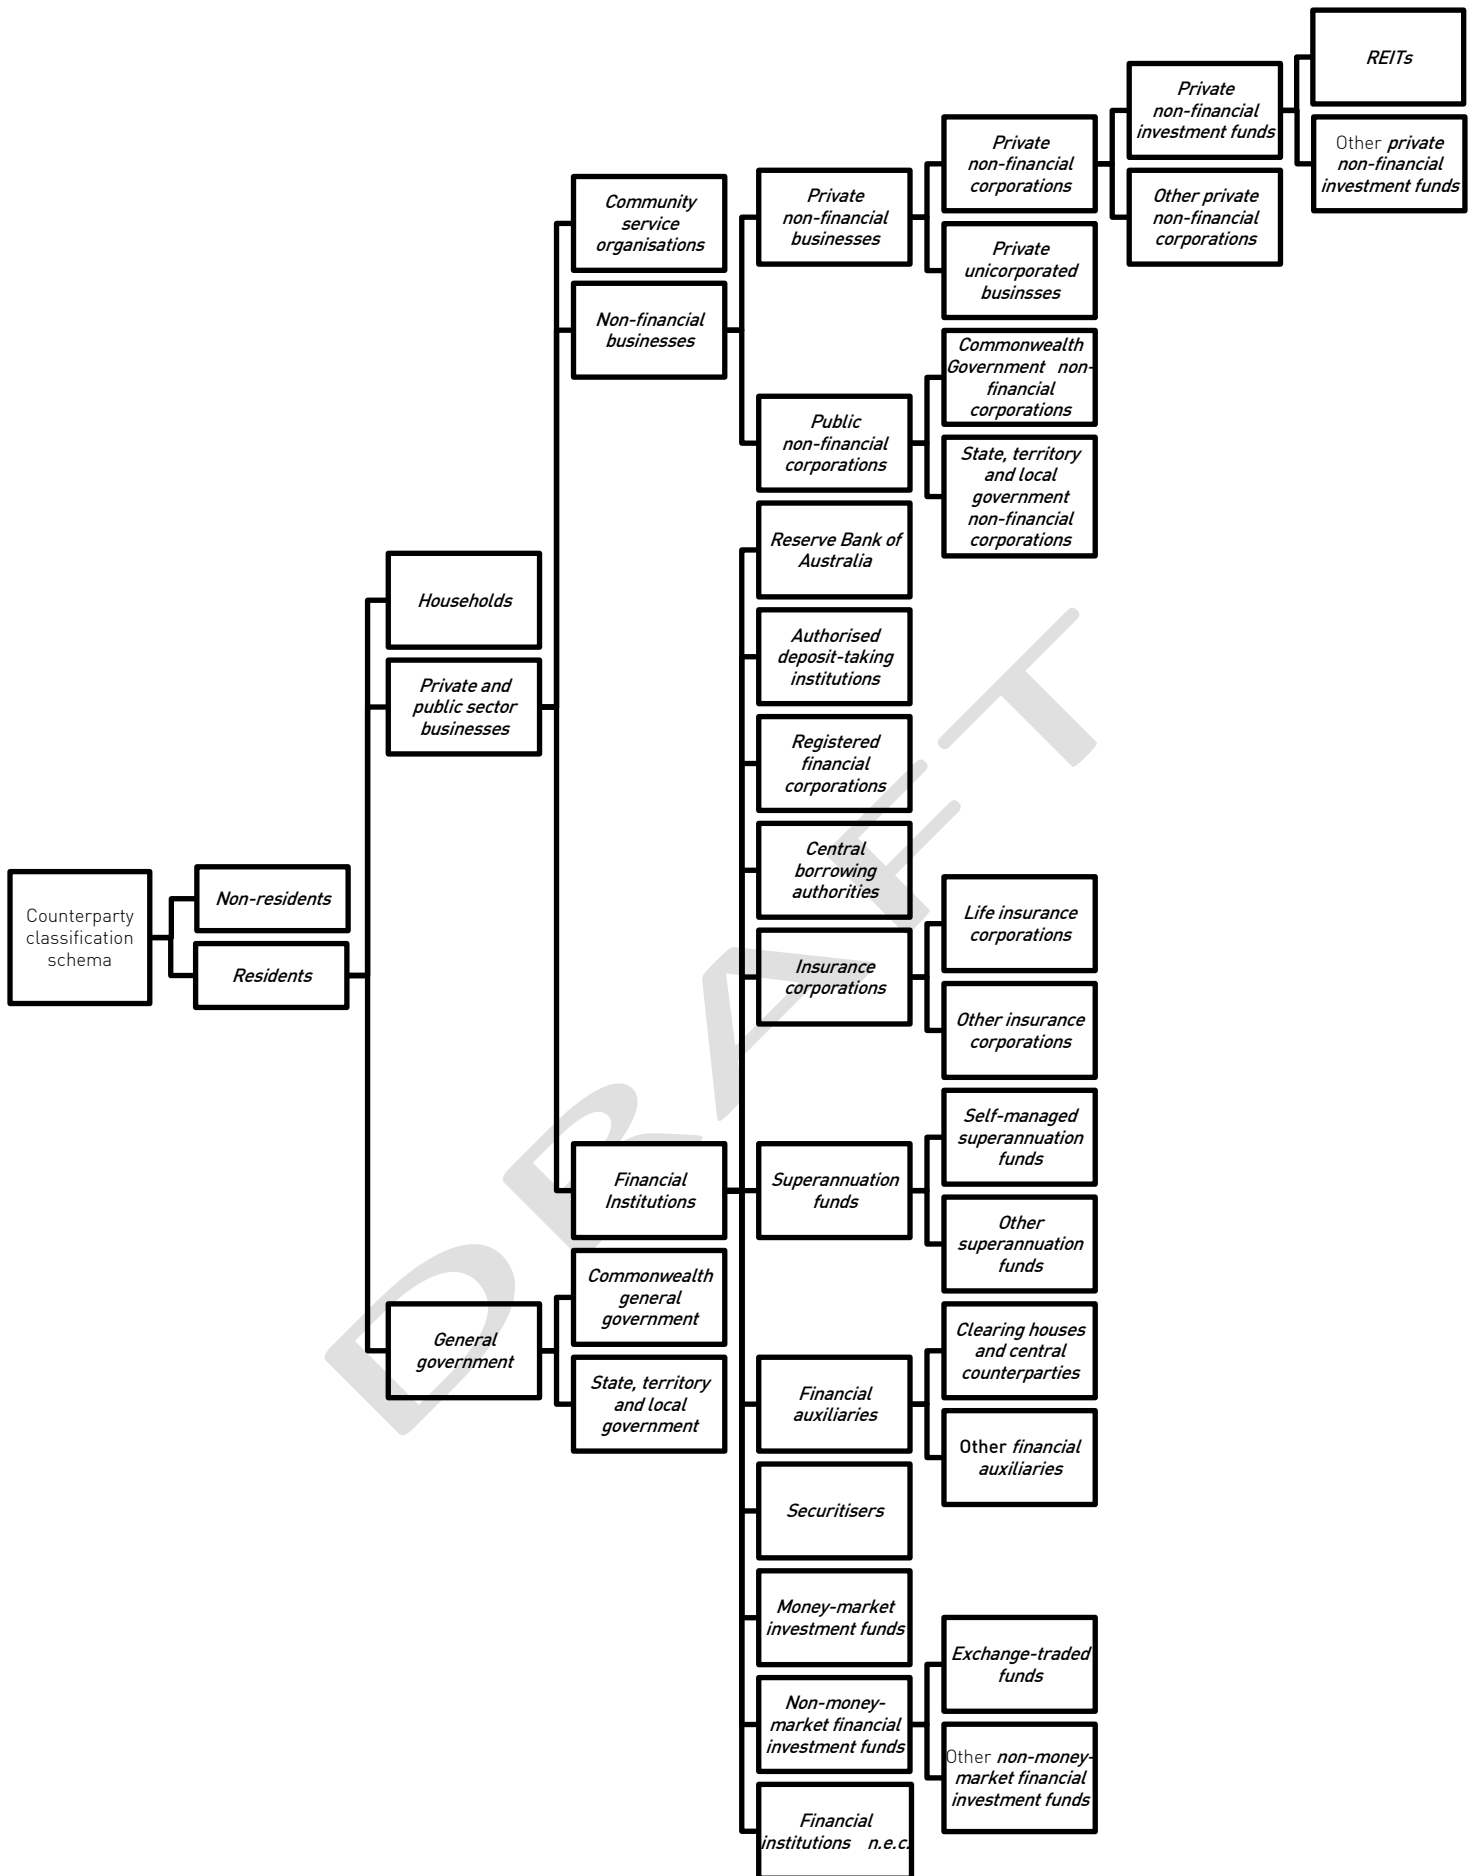 REITs
Private
non-financial
investment funds
Other private
non-financial
investment funds
Private
non-financial
corporations
Other private
non-financial
corporations
Community
service
organisations
Private
non-financial
businesses
Private
unicorporated
businsses
Non-financial
businesses
Commonwealth
Government non-
financial
corporations
Public
non-financial
corporations
State, territory
and local
government
non-financial
corporations
Reserve Bank of
Australia
Households
Authorised
deposit-taking
institutions
Private and
public sector
businesses
Registered
financial
corporations
Central
borrowing
authorities
Counterparty
classification
schema
Non-residents
Residents
Life insurance
corporations
Insurance
corporations
Other insurance
corporations
Self-managed
superannuation
funds
Financial
Institutions
Superannuation
funds
Other
superannuation
funds
Commonwealth
general
government
General
government
State, territory
and local
government
Clearing houses
and central
counterparties
Financial
auxiliaries
Other financial
auxiliaries
Securitisers
Money-market
investment funds
Exchange-traded
funds
Non-money-
market financial
investment funds
Other non-money-
market financial
investment funds
Financial
institutions n.e.c.
DRAFT